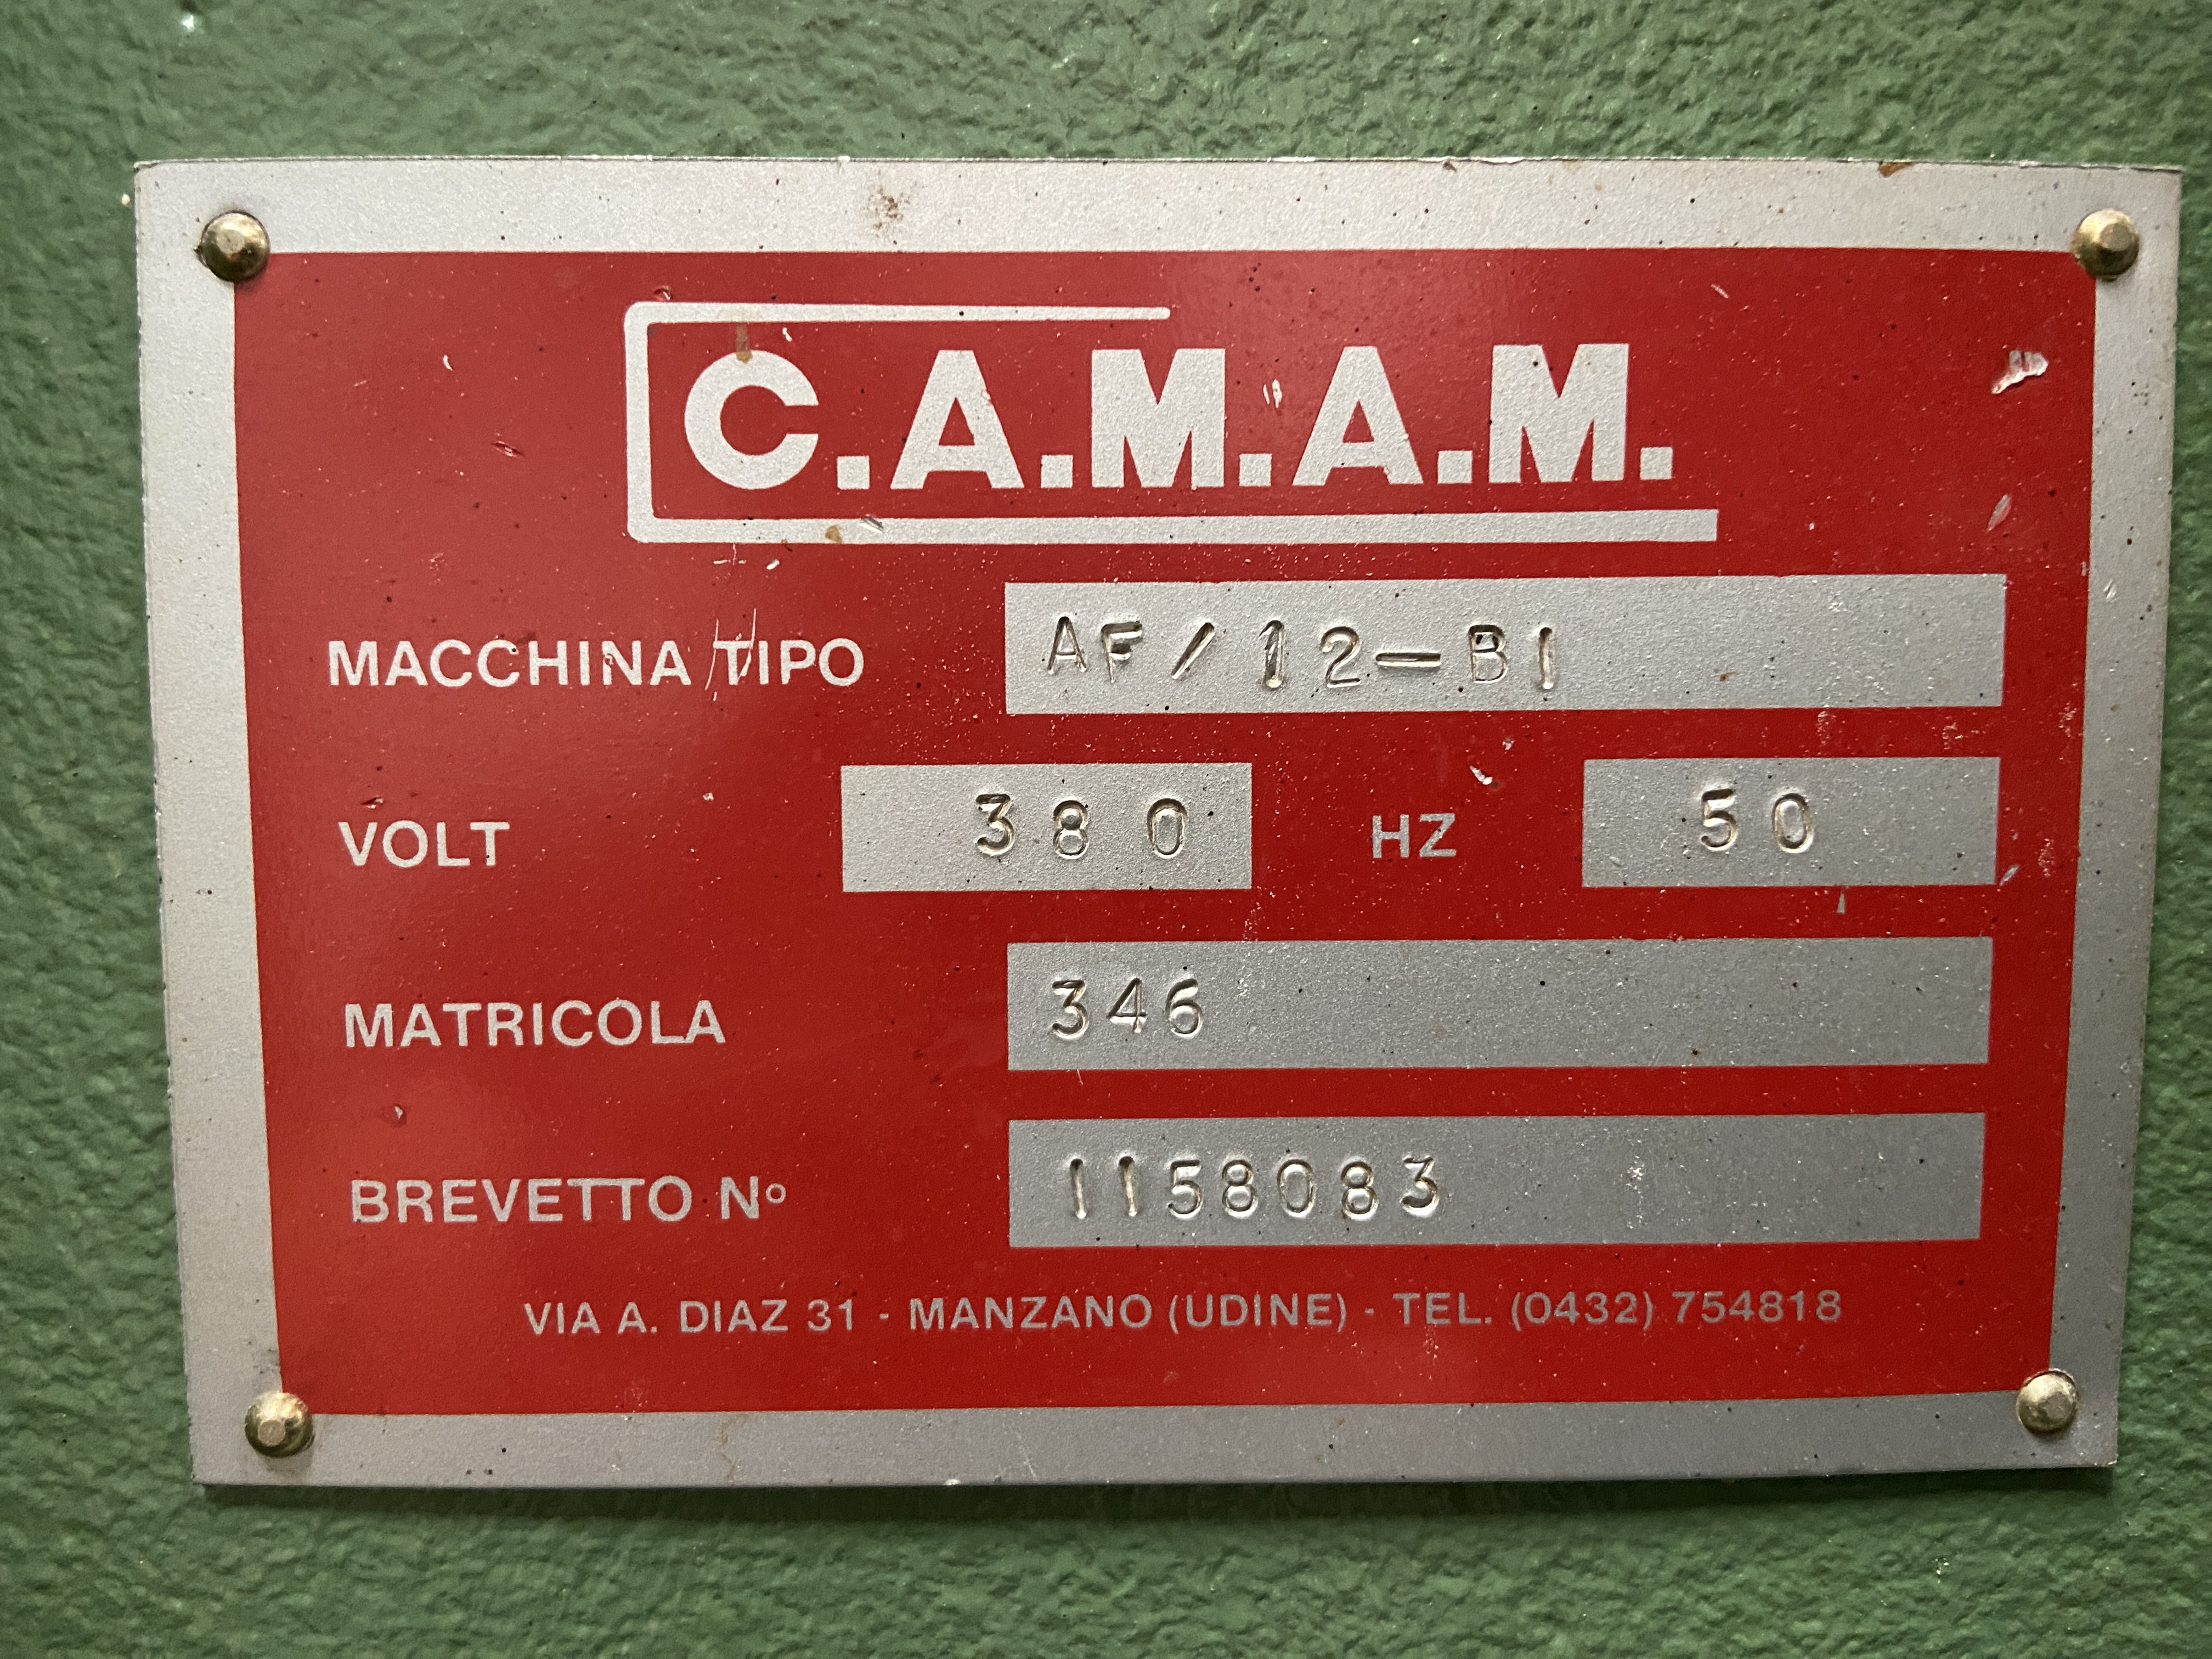 C.A.M.A.M.
MACCHINA TIPO AF/12-BI
VOLT 380 HZ 50
MATRICOLA 346
BREVETTO Nº 1158083
VIA A. DIAZ 31 - MANZANO (UDINE) - TEL. (0432) 754818